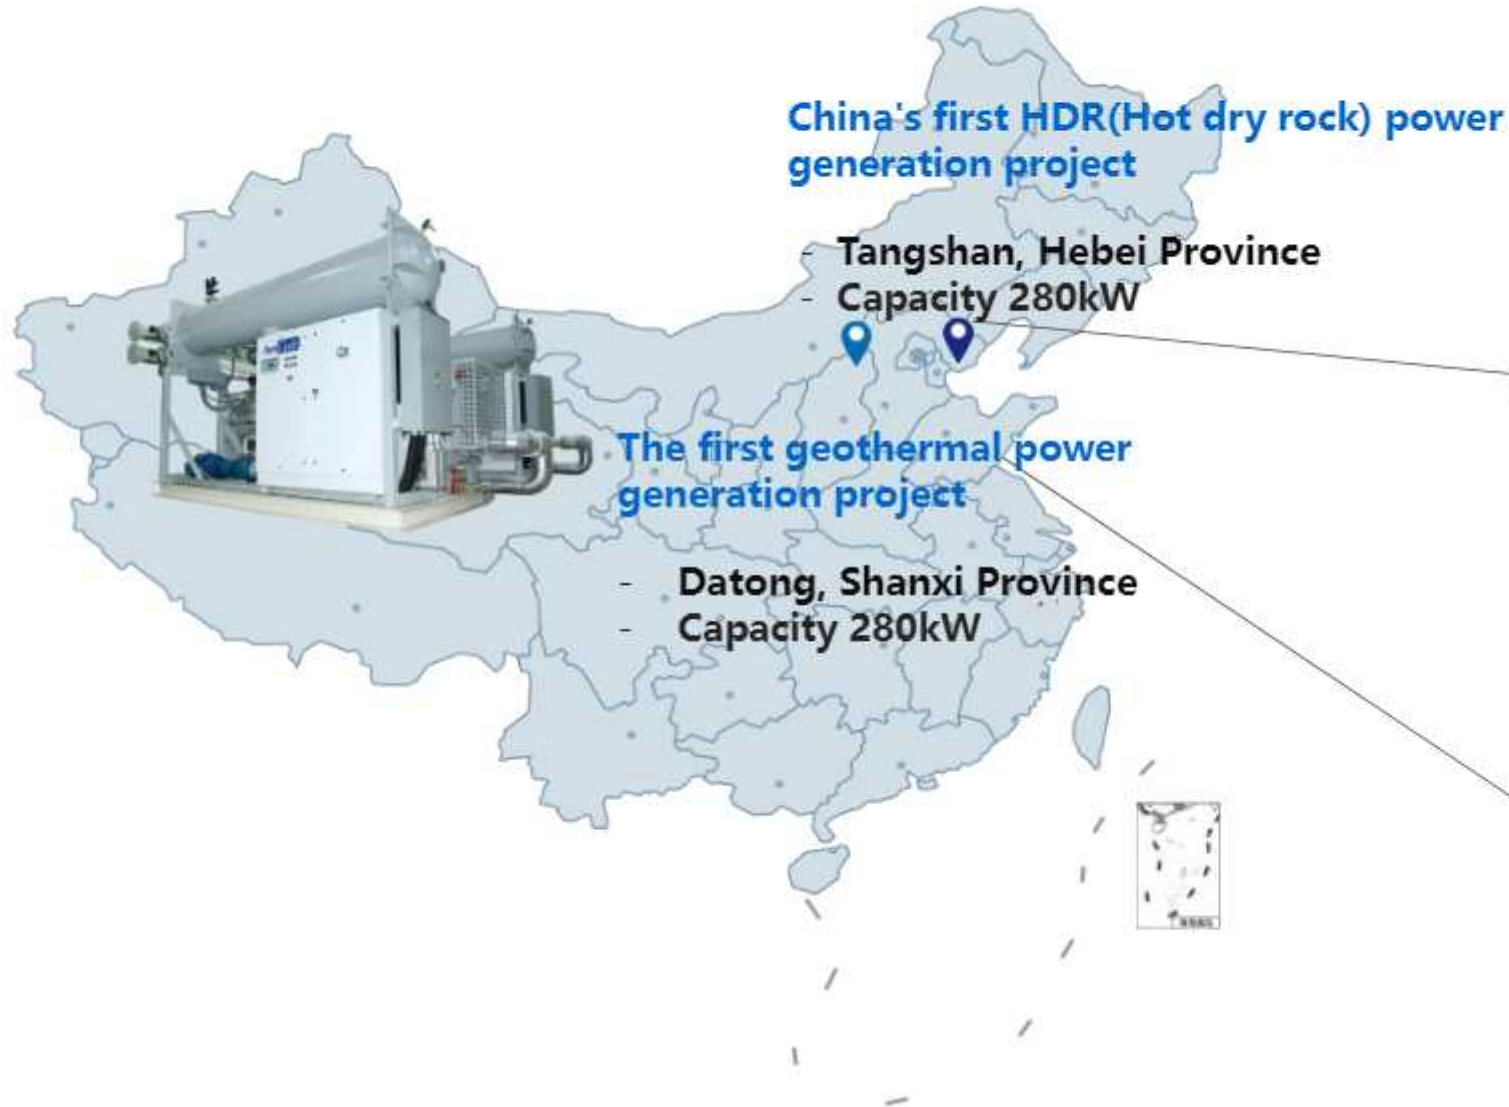 China's first HDR(Hot dry rock) power
generation project
- Tangshan, Hebei Province
- Capacity 280kW
The first geothermal power
generation project
- Datong, Shanxi Province
- Capacity 280kW